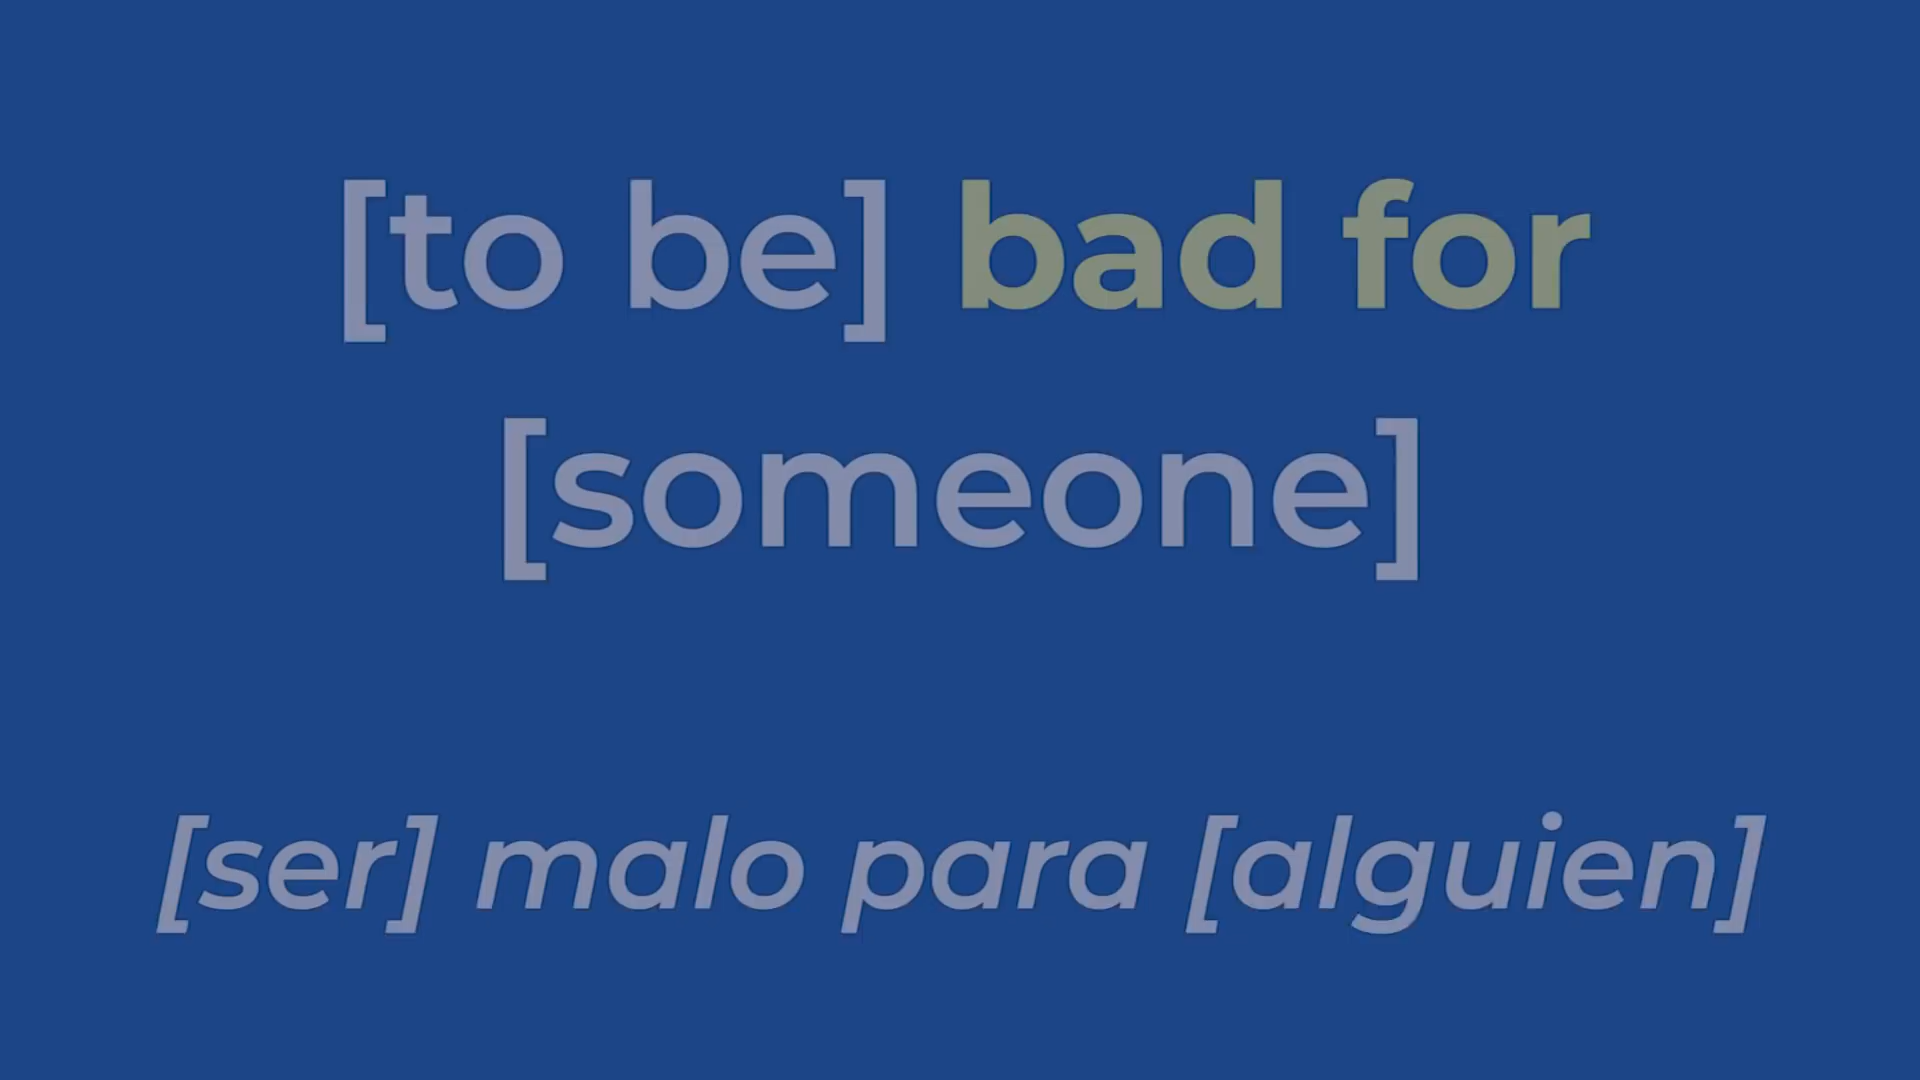 [to be] bad for
[someone]
[ser] malo para [alguien]